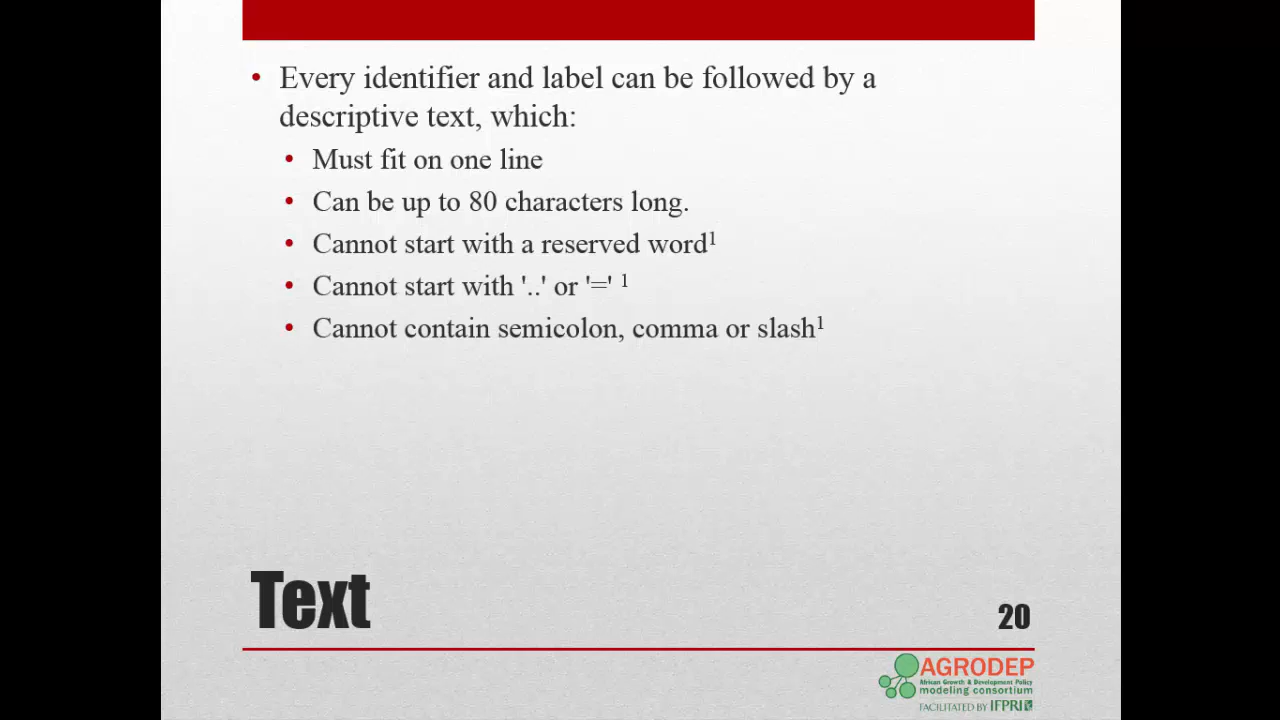 • Every identifier and label can be followed by a
descriptive text, which:
• Must fit on one line
• Can be up to 80 characters long.
• Cannot start with a reserved word¹
• Cannot start with '..' or '=' ¹
• Cannot contain semicolon, comma or slash¹
Text
20
AGRODEP
African Growth & Development Policy
modeling consortium
FACILITATED BY IFPRI